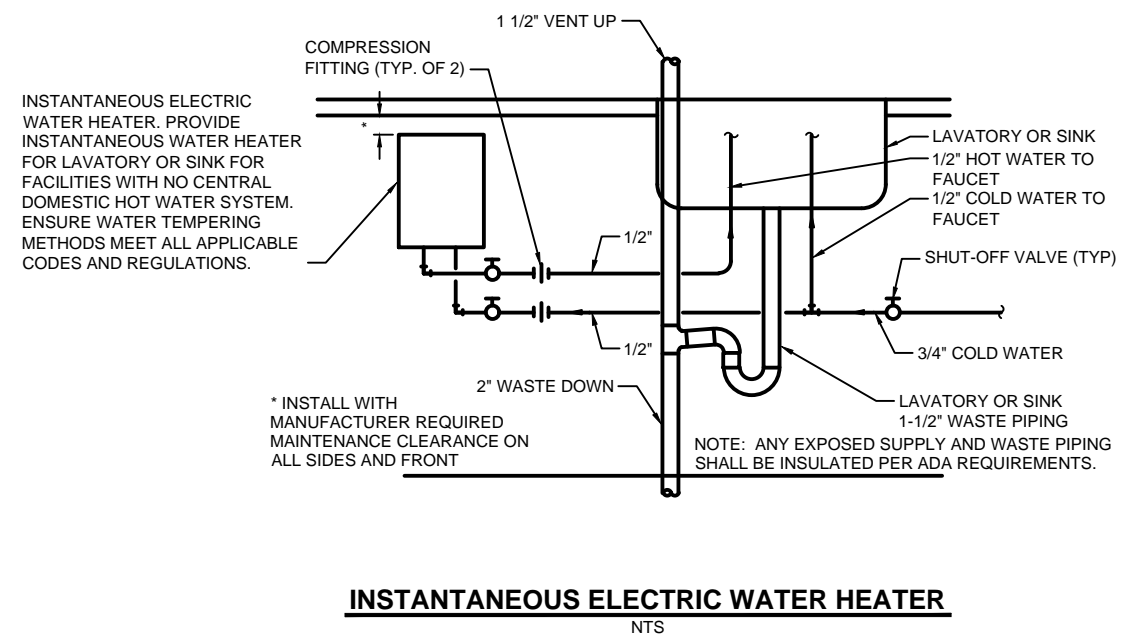 1 1/2" VENT UP
COMPRESSION
FITTING (TYP. OF 2)
INSTANTANEOUS ELECTRIC
WATER HEATER. PROVIDE
INSTANTANEOUS WATER HEATER
FOR LAVATORY OR SINK FOR
FACILITIES WITH NO CENTRAL
DOMESTIC HOT WATER SYSTEM.
ENSURE WATER TEMPERING
METHODS MEET ALL APPLICABLE
CODES AND REGULATIONS.
*
LAVATORY OR SINK
1/2" HOT WATER TO
FAUCET
1/2" COLD WATER TO
FAUCET
1/2"
SHUT-OFF VALVE (TYP)
1/2"
3/4" COLD WATER
2" WASTE DOWN
LAVATORY OR SINK
1-1/2" WASTE PIPING
* INSTALL WITH
MANUFACTURER REQUIRED
MAINTENANCE CLEARANCE ON
ALL SIDES AND FRONT
NOTE: ANY EXPOSED SUPPLY AND WASTE PIPING
SHALL BE INSULATED PER ADA REQUIREMENTS.
INSTANTANEOUS ELECTRIC WATER HEATER
NTS